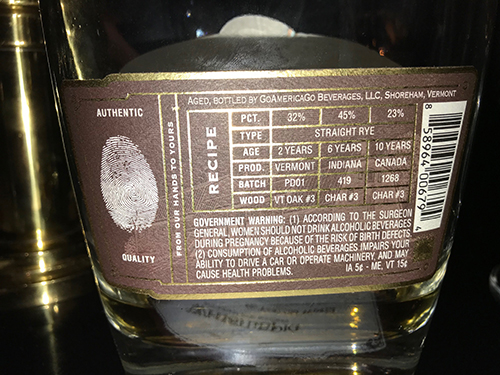 AGED, BOTTLED BY GOAMERICAGO BEVERAGES, LLC, SHOREHAM, VERMONT
AUTHENTIC
QUALITY
FROM OUR HANDS TO YOURS
RECIPE
PCT. 32% 45% 23%
TYPE STRAIGHT RYE
AGE 2 YEARS 6 YEARS 10 YEARS
PROD. VERMONT INDIANA CANADA
BATCH PD01 419 1268
WOOD VT OAK #3 CHAR #3 CHAR #3
GOVERNMENT WARNING: (1) ACCORDING TO THE SURGEON
GENERAL, WOMEN SHOULD NOT DRINK ALCOHOLIC BEVERAGES
DURING PREGNANCY BECAUSE OF THE RISK OF BIRTH DEFECTS
(2) CONSUMPTION OF ALCOHOLIC BEVERAGES IMPAIRS YOUR
ABILITY TO DRIVE A CAR OR OPERATE MACHINERY, AND MAY
CAUSE HEALTH PROBLEMS.
IA 5¢ - ME, VT 15¢
8 58964 00679 4